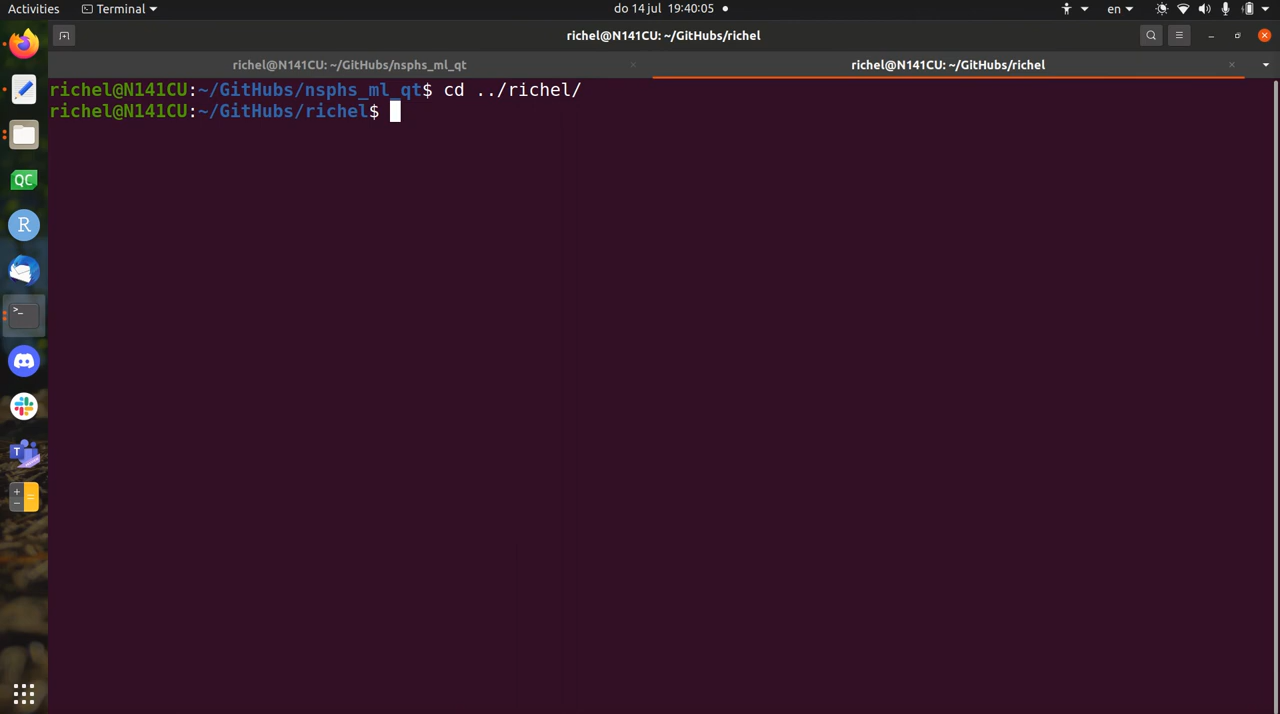 Activities
Terminal
do 14 jul 19:40:05
en
richel@N141CU: ~/GitHubs/richel
richel@N141CU: ~/GitHubs/nsphs_ml_qt
richel@N141CU: ~/GitHubs/richel
richel@N141CU:~/GitHubs/nsphs_ml_qt$ cd ../richel/
richel@N141CU:~/GitHubs/richel$
QC
R
>_
T